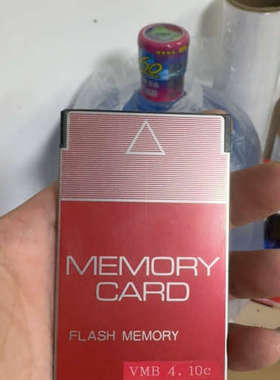 MEMORY
CARD
FLASH MEMORY
VMB 4.10c